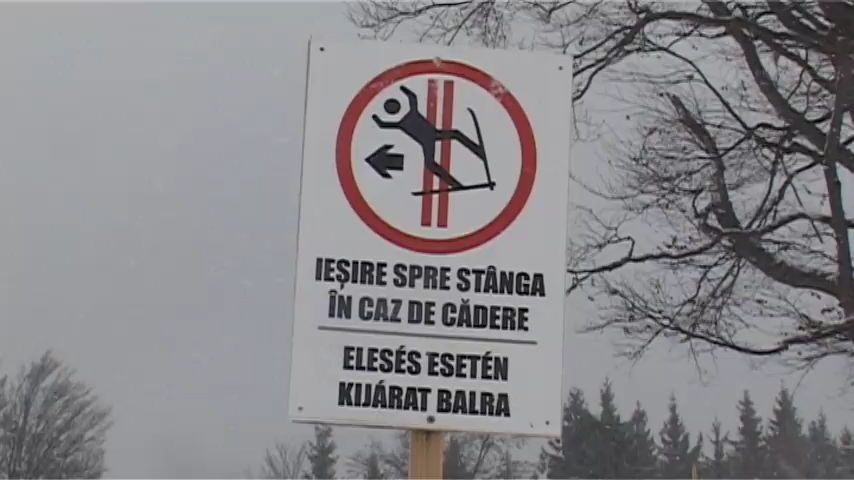 IEȘIRE SPRE STÂNGA
ÎN CAZ DE CĂDERE
ELESÉS ESETÉN
KIJÁRAT BALRA